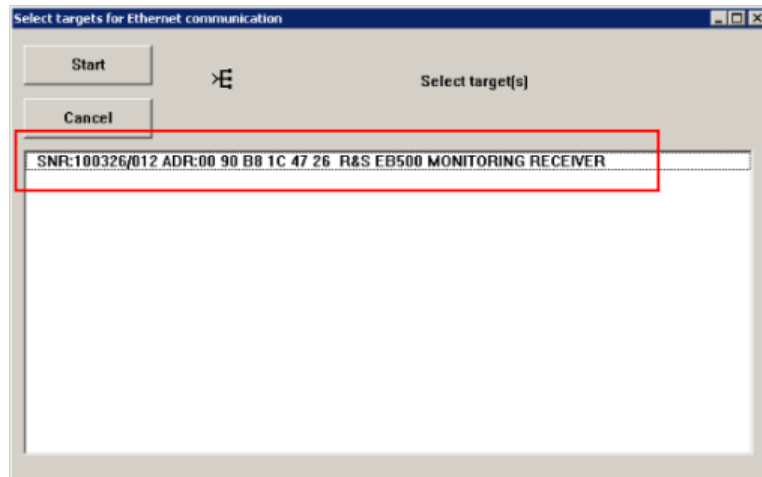 Select targets for Ethernet communication
Start
Select target(s)
Cancel
SNR:100326/012 ADR:00 90 B8 1C 47 26 R&S EB500 MONITORING RECEIVER